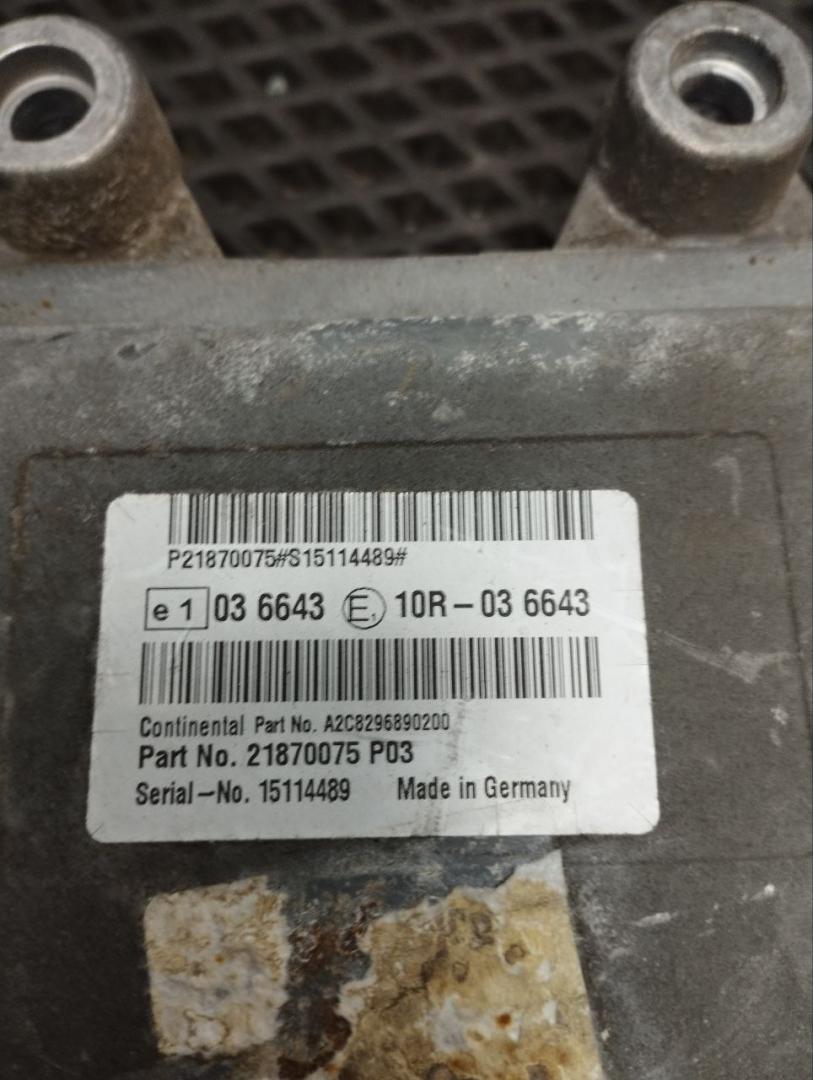 P21870075#S15114489#
e 1 03 6643 E1 10R-03 6643
Continental Part No. A2C8296890200
Part No. 21870075 P03
Serial-No. 15114489 Made in Germany